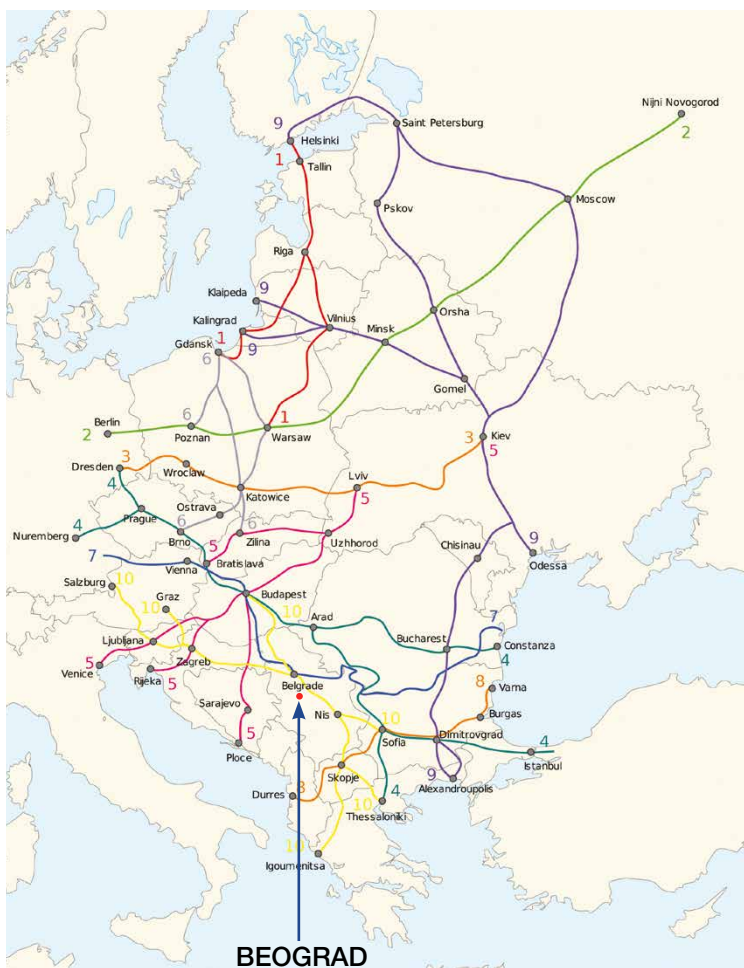 Nijni Novogorod
2
9
Saint Petersburg
Helsinki
1
Tallin
Moscow
Pskov
Riga
Klaipeda
9
Orsha
Kalingrad
Vilnius
Minsk
1
Gdansk
9
6
Gomel
Berlin
6
1
2
Poznan
Warsaw
3
Kiev
5
3
Dresden
Wroclaw
Lviv
4
Katowice
5
Ostrava
4
Prague
6
6
Nuremberg
Brno
5
Zilina
Uzhhorod
Chisinau
9
7
Vienna
Bratislavá
Odessa
Salzburg
10
Budapest
Graz
10
10
Arad
7
Ljubljana
Bucharest
Constanza
4
Venice
5
Zagreb
Rijeka
5
Belgrade
8
Varna
Sarajevo
Nis
10
Burgas
5
Sofia
Dimitrovgrad
Ploce
4
Istanbul
Skopje
9
Durres
8
10
4
Alexandroupolis
Thessaloniki
10
Igoumenitsa
BEOGRAD